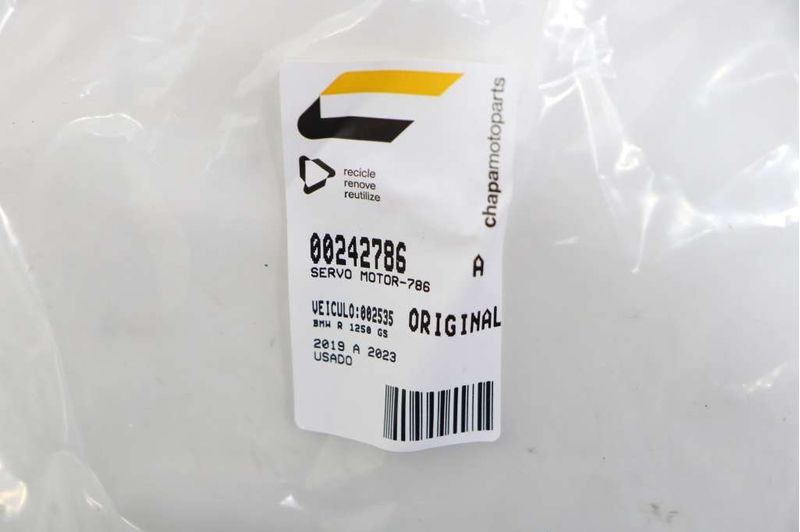 chapamotoparts
recicle
renove
reutilize
00242786 A
SERVO MOTOR-786
VEICULO:002535 ORIGINAL
BMW R 1250 GS
2019 A 2023
USADO